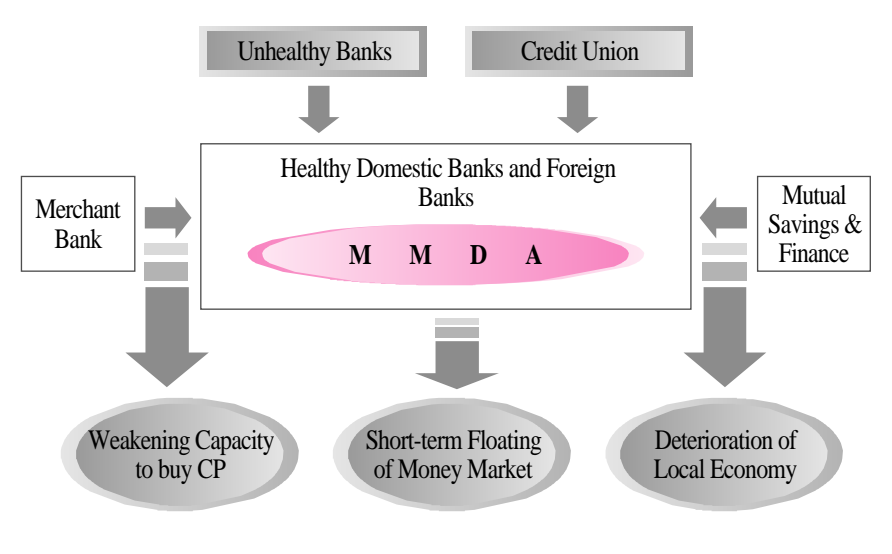 Unhealthy Banks
Credit Union
Healthy Domestic Banks and Foreign
Banks
Merchant
Bank
M M D A
Mutual
Savings &
Finance
Weakening Capacity
to buy CP
Short-term Floating
of Money Market
Deterioration of
Local Economy